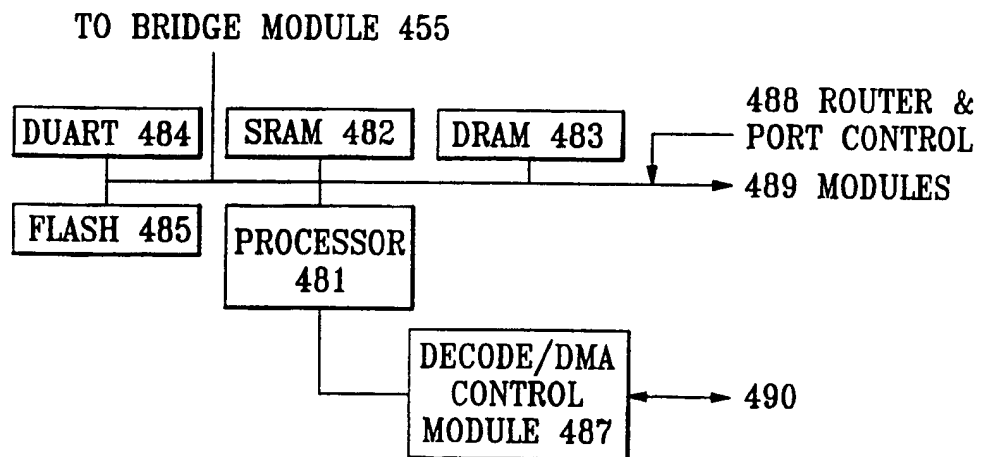 TO BRIDGE MODULE 455
DUART 484
SRAM 482
DRAM 483
488 ROUTER &
PORT CONTROL
489 MODULES
FLASH 485
PROCESSOR
481
DECODE/DMA
CONTROL
MODULE 487
490